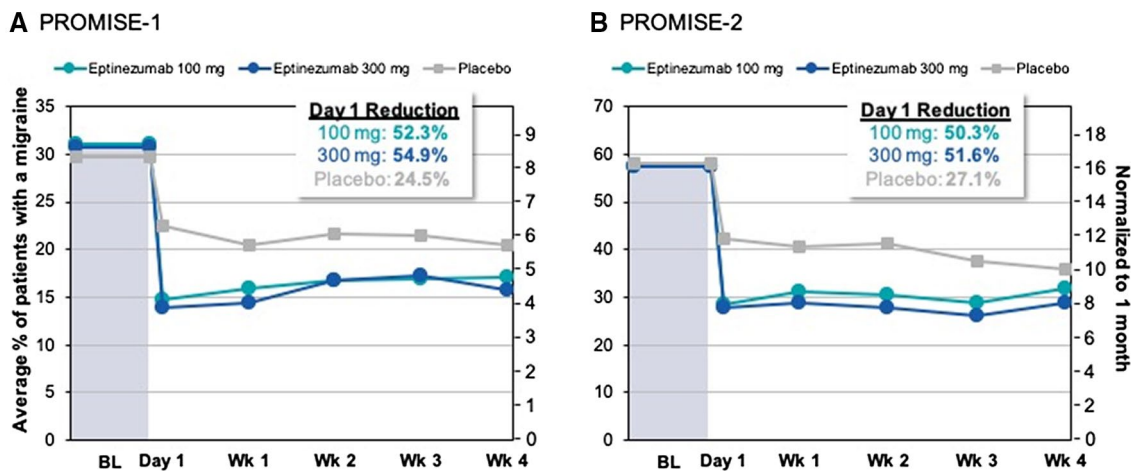 A PROMISE-1
Eptinezumab 100 mg Eptinezumab 300 mg Placebo
Average % of patients with a migraine
35
30
25
20
15
10
5
0
Day 1 Reduction
100 mg: 52.3%
300 mg: 54.9%
Placebo: 24.5%
9
8
7
6
5
4
3
2
1
0
BL Day 1 Wk 1 Wk 2 Wk 3 Wk 4
B PROMISE-2
Eptinezumab 100 mg Eptinezumab 300 mg Placebo
70
60
50
40
30
20
10
0
Day 1 Reduction
100 mg: 50.3%
300 mg: 51.6%
Placebo: 27.1%
18
16
14
12
10
8
6
4
2
0
Normalized to 1 month
BL Day 1 Wk 1 Wk 2 Wk 3 Wk 4